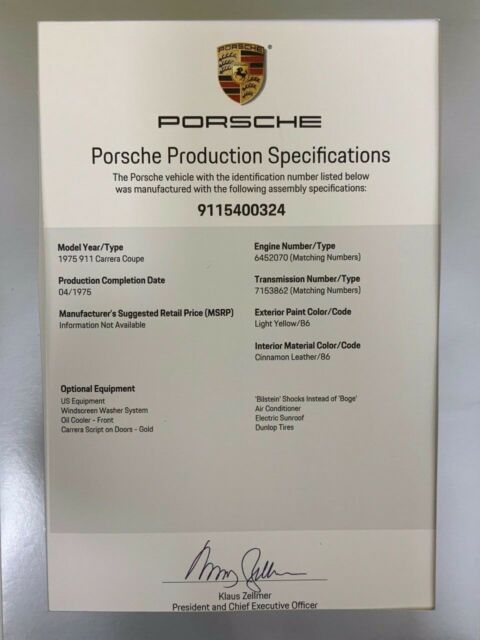 PORSCHE
PORSCHE
Porsche Production Specifications
The Porsche vehicle with the identification number listed below
was manufactured with the following assembly specifications:
9115400324
Model Year/Type
1975 911 Carrera Coupe
Production Completion Date
04/1975
Manufacturer's Suggested Retail Price (MSRP)
Information Not Available
Engine Number/Type
6452070 (Matching Numbers)
Transmission Number/Type
7153862 (Matching Numbers)
Exterior Paint Color/Code
Light Yellow/86
Interior Material Color/Code
Cinnamon Leather/86
Optional Equipment
US Equipment
Windscreen Washer System
Oil Cooler - Front
Carrera Script on Doors - Gold
'Bilstein' Shocks Instead of 'Boge'
Air Conditioner
Electric Sunroof
Dunlop Tires
Klaus Zellmer
President and Chief Executive Officer